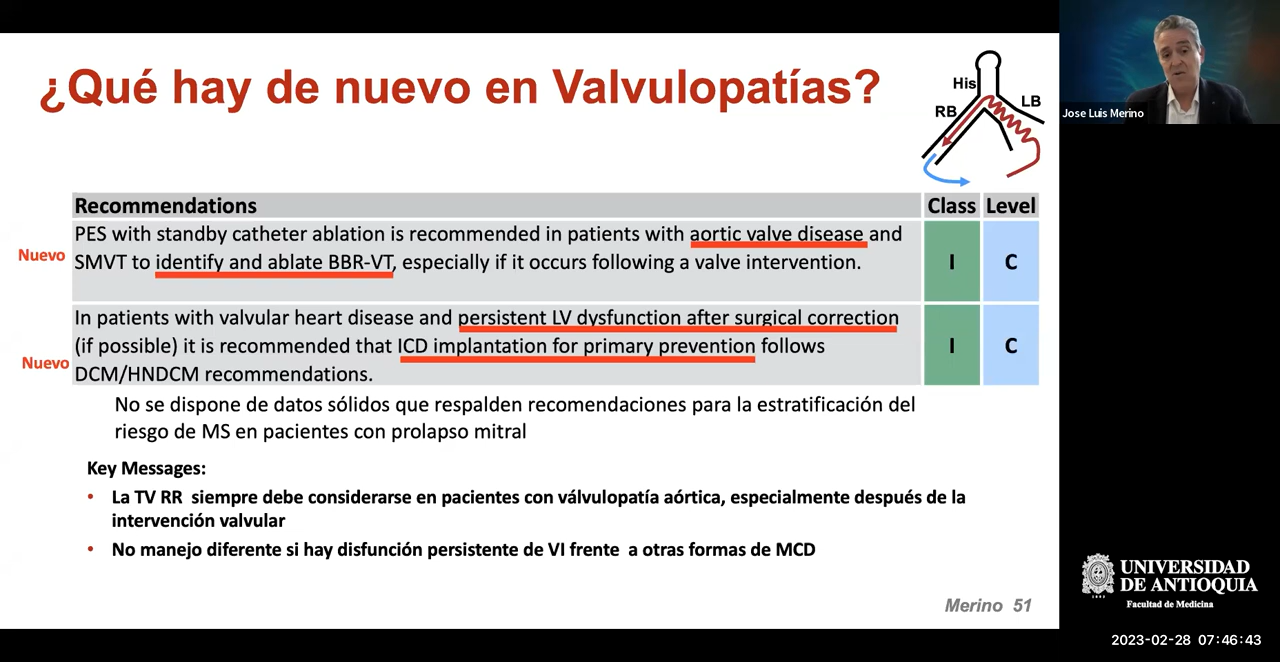 ¿Qué hay de nuevo en Valvulopatías?
His
RB
LB
Jose Luis Merino
Recommendations
Class
Level
Nuevo
PES with standby catheter ablation is recommended in patients with aortic valve disease and
SMVT to identify and ablate BBR-VT, especially if it occurs following a valve intervention.
I
C
Nuevo
In patients with valvular heart disease and persistent LV dysfunction after surgical correction
(if possible) it is recommended that ICD implantation for primary prevention follows
DCM/HNDCM recommendations.
I
C
No se dispone de datos sólidos que respalden recomendaciones para la estratificación del
riesgo de MS en pacientes con prolapso mitral
Key Messages:
• La TV RR siempre debe considerarse en pacientes con válvulopatía aórtica, especialmente después de la
intervención valvular
• No manejo diferente si hay disfunción persistente de VI frente a otras formas de MCD
Merino 51
UNIVERSIDAD
DE ANTIOQUIA
Facultad de Medicina
1803
2023-02-28 07:46:43